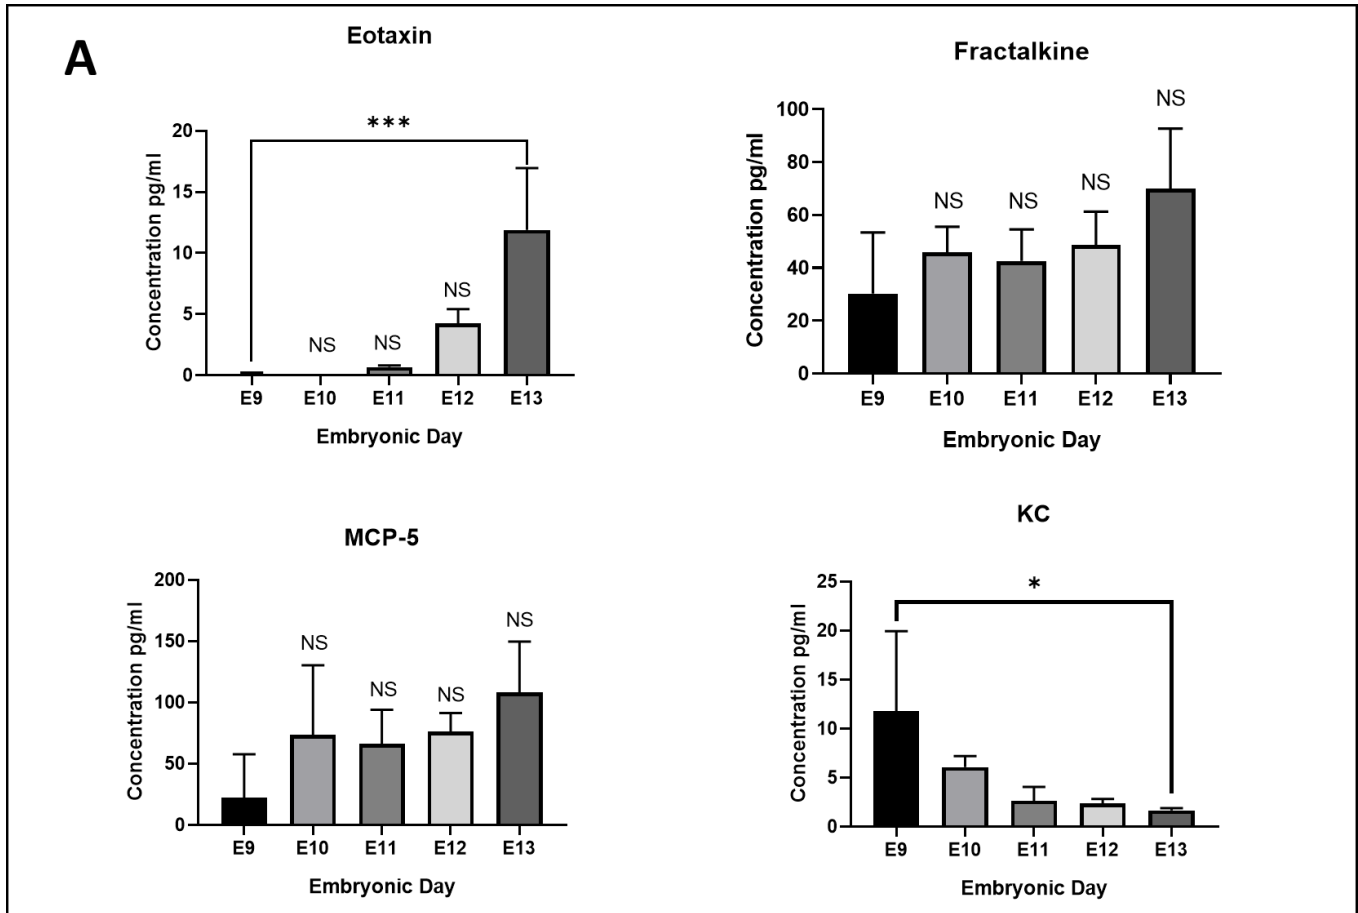 A
Eotaxin
***
Concentration pg/ml
20
15
10
5
0
NS
NS
NS
E9 E10 E11 E12 E13
Embryonic Day
Fractalkine
Concentration pg/ml
100
80
60
40
20
0
NS
NS
NS
NS
E9 E10 E11 E12 E13
Embryonic Day
MCP-5
Concentration pg/ml
200
150
100
50
0
NS
NS
NS
NS
E9 E10 E11 E12 E13
Embryonic Day
KC
*
Concentration pg/ml
25
20
15
10
5
0
E9 E10 E11 E12 E13
Embryonic Day